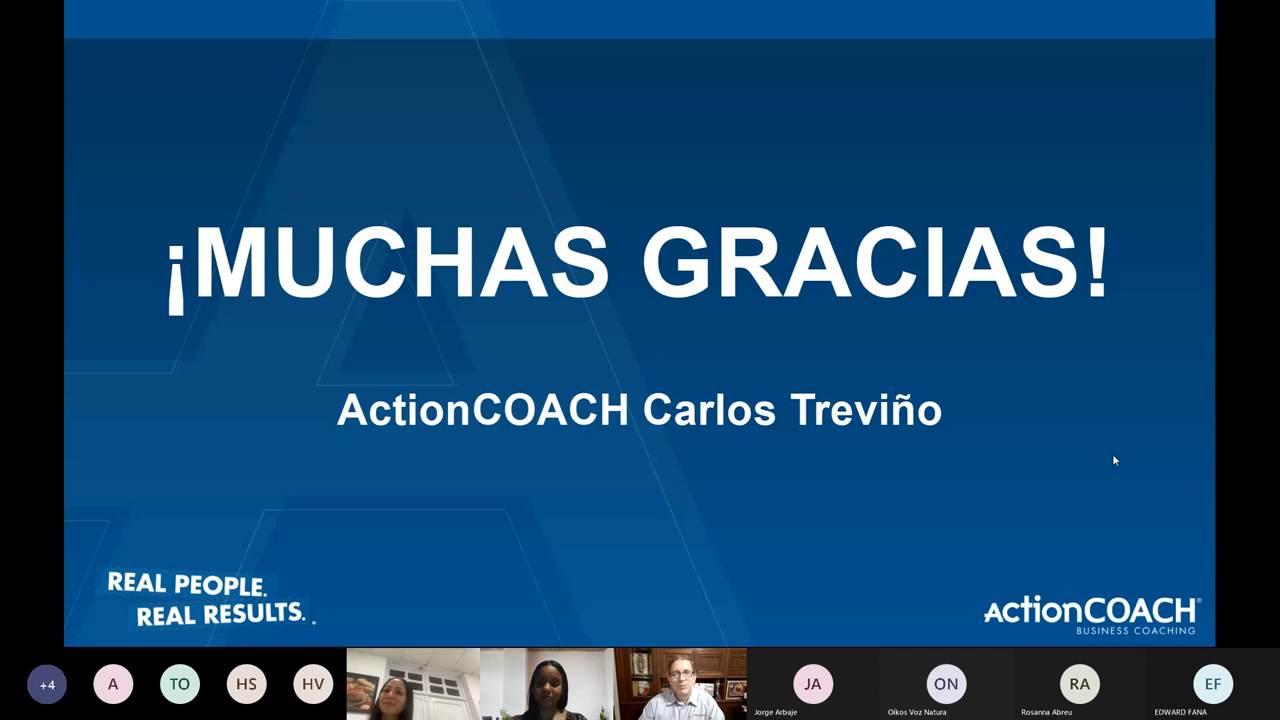 ¡MUCHAS GRACIAS!
ActionCOACH Carlos Treviño
REAL PEOPLE.
REAL RESULTS.
ActionCOACH®
BUSINESS COACHING
+4
A
TO
HS
HV
JA
ON
RA
EF
Jorge Arbaje
Oikos Voz Natura
Rosanna Abreu
EDWARD FANA